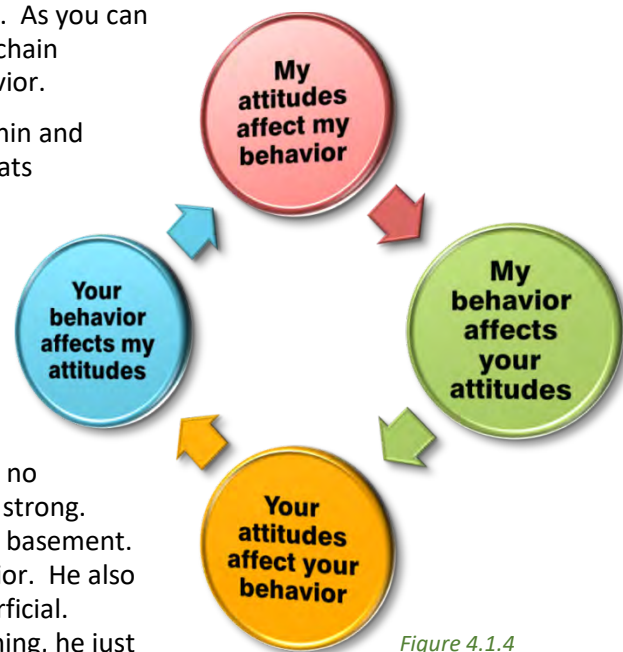 . As you can
chain
vior.
nin and
ats
no
strong.
basement.
ior. He also
rficial.
ning, he just
My
attitudes
affect my
behavior
My
behavior
affects
your
attitudes
Your
attitudes
affect your
behavior
Your
behavior
affects my
attitudes
Figure 4.1.4